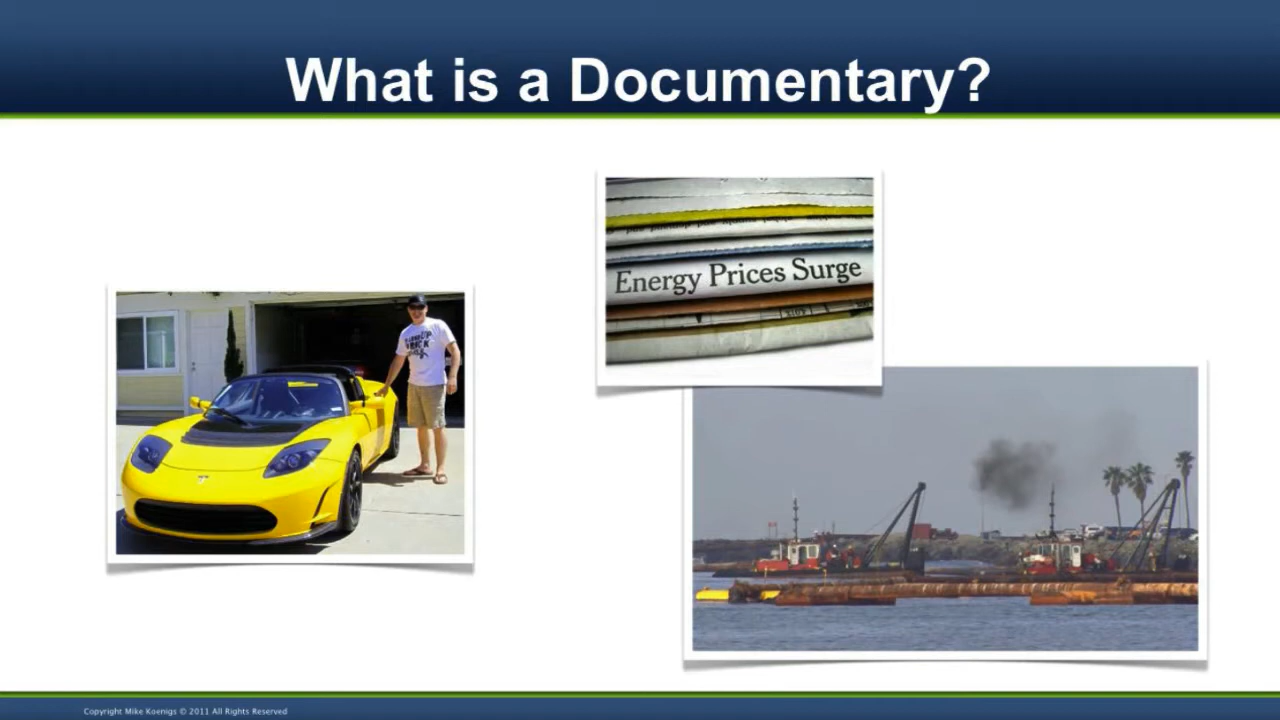 What is a Documentary?
Energy Prices Surge
Copyright Mike Koenigs © 2011 All Rights Reserved